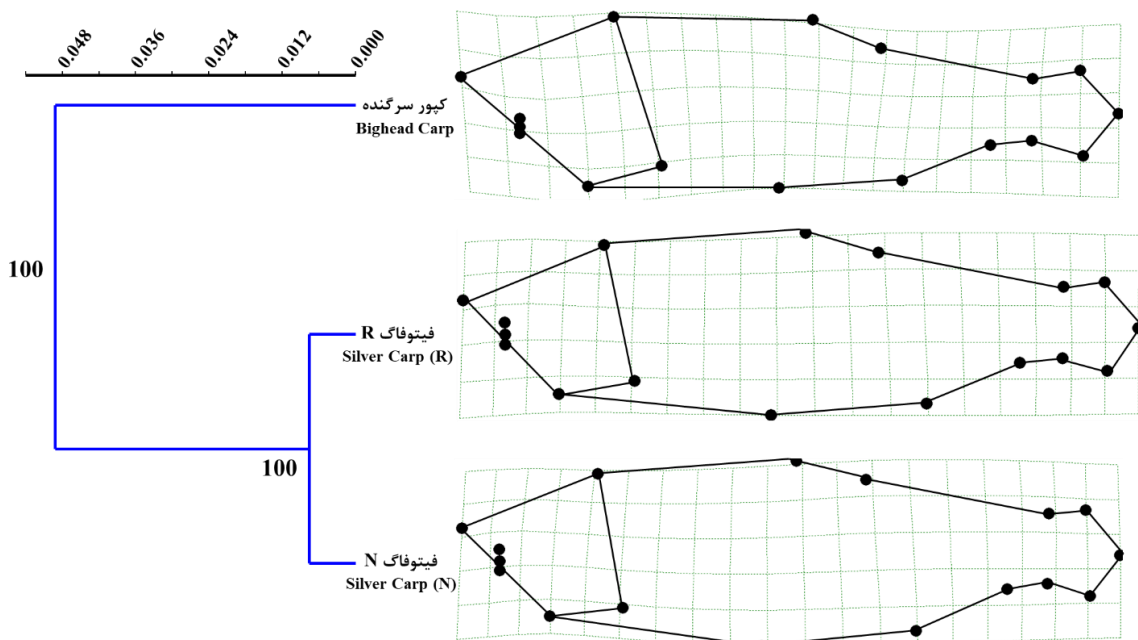 0.048 0.036 0.024 0.012 0.000
کپور سرگنده
Bighead Carp
100
فیتوفاگ R
Silver Carp (R)
100
فیتوفاگ N
Silver Carp (N)